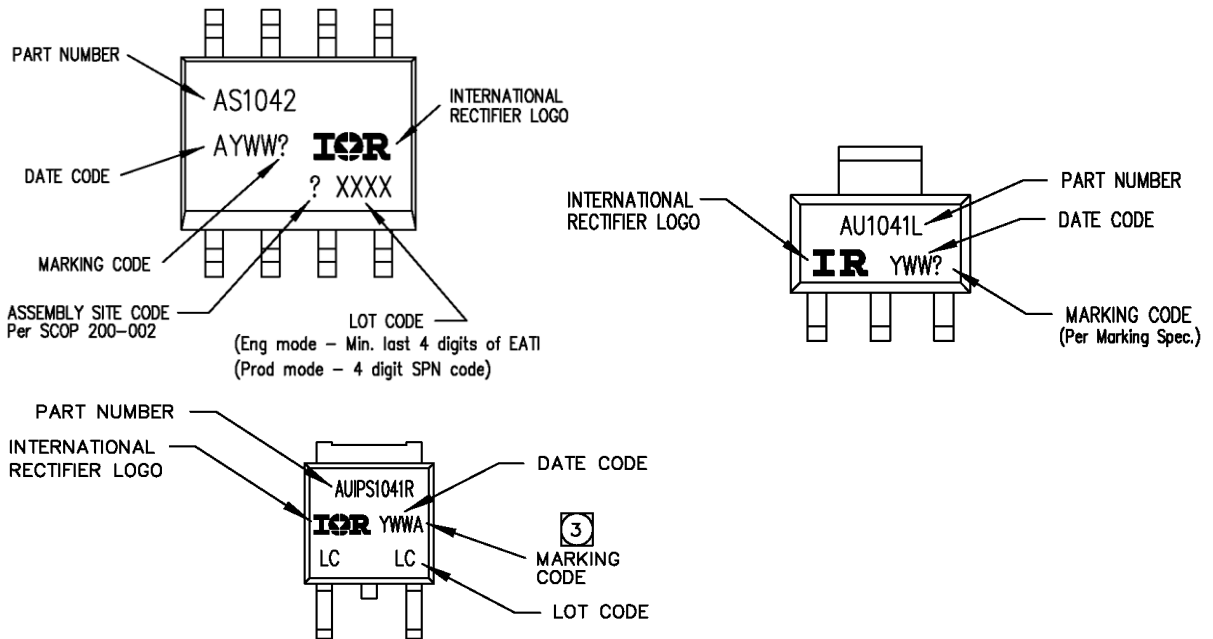 PART NUMBER
AS1042
INTERNATIONAL
RECTIFIER LOGO
AYWW? IOR
DATE CODE
? XXXX
MARKING CODE
ASSEMBLY SITE CODE
Per SCOP 200-002
LOT CODE
(Eng mode - Min. last 4 digits of EATI
(Prod mode - 4 digit SPN code)
INTERNATIONAL
RECTIFIER LOGO
PART NUMBER
AU1041L
DATE CODE
IR YWW?
MARKING CODE
(Per Marking Spec.)
PART NUMBER
INTERNATIONAL
RECTIFIER LOGO
DATE CODE
AUIPS1041R
IOR YWWA
3
MARKING
CODE
LC LC
LOT CODE